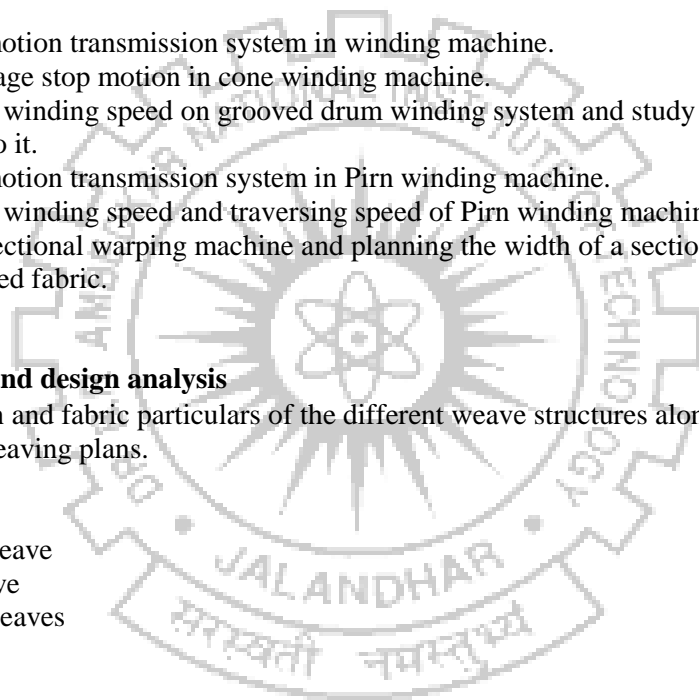 otion transmission system in winding machine.
age stop motion in cone winding machine.
winding speed on grooved drum winding system and study
o it.
otion transmission system in Pirn winding machine.
winding speed and traversing speed of Pirn winding machin
ectional warping machine and planning the width of a sectio
ed fabric.
nd design analysis
n and fabric particulars of the different weave structures alon
eaving plans.
eave
ve
eaves
JALANDHAR
सरस्वती नमस्तुभ्यं